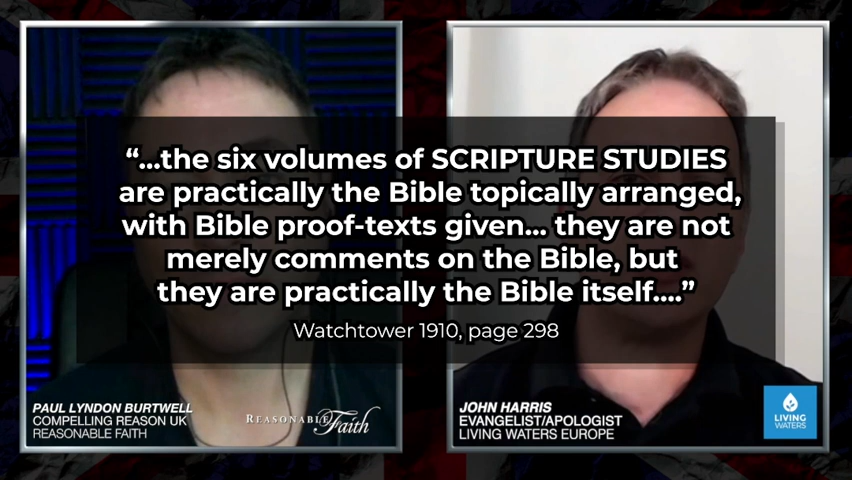 “...the six volumes of SCRIPTURE STUDIES
are practically the Bible topically arranged,
with Bible proof-texts given... they are not
merely comments on the Bible, but
they are practically the Bible itself....”
Watchtower 1910, page 298
PAUL LYNDON BURTWELL
COMPELLING REASON UK
REASONABLE FAITH
REASONABLE Faith
JOHN HARRIS
EVANGELIST/APOLOGIST
LIVING WATERS EUROPE
LIVING
WATERS